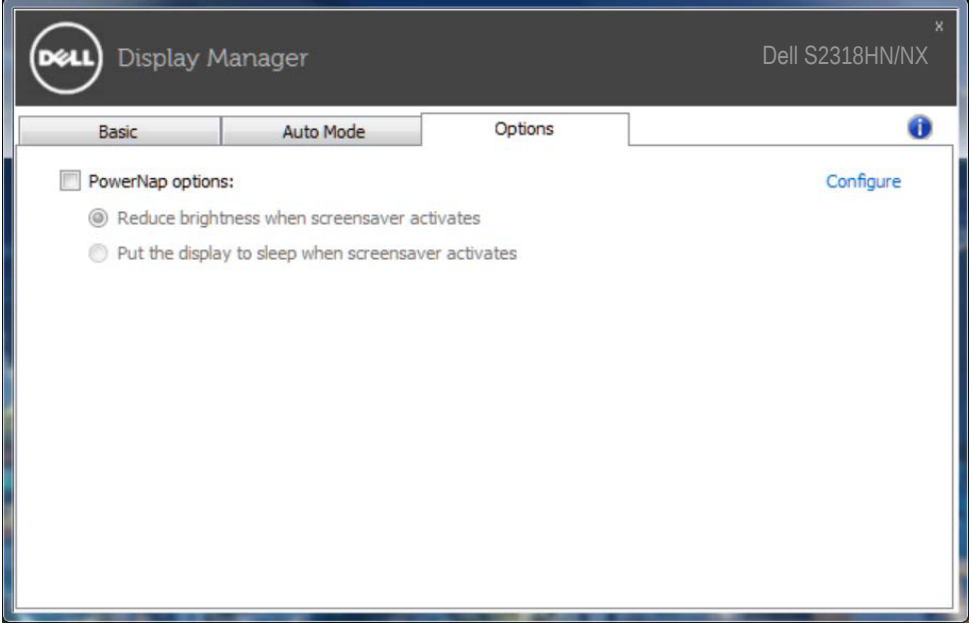 DELL Display Manager
x
Dell S2318HN/NX
Basic Auto Mode Options
PowerNap options: Configure
Reduce brightness when screensaver activates
Put the display to sleep when screensaver activates